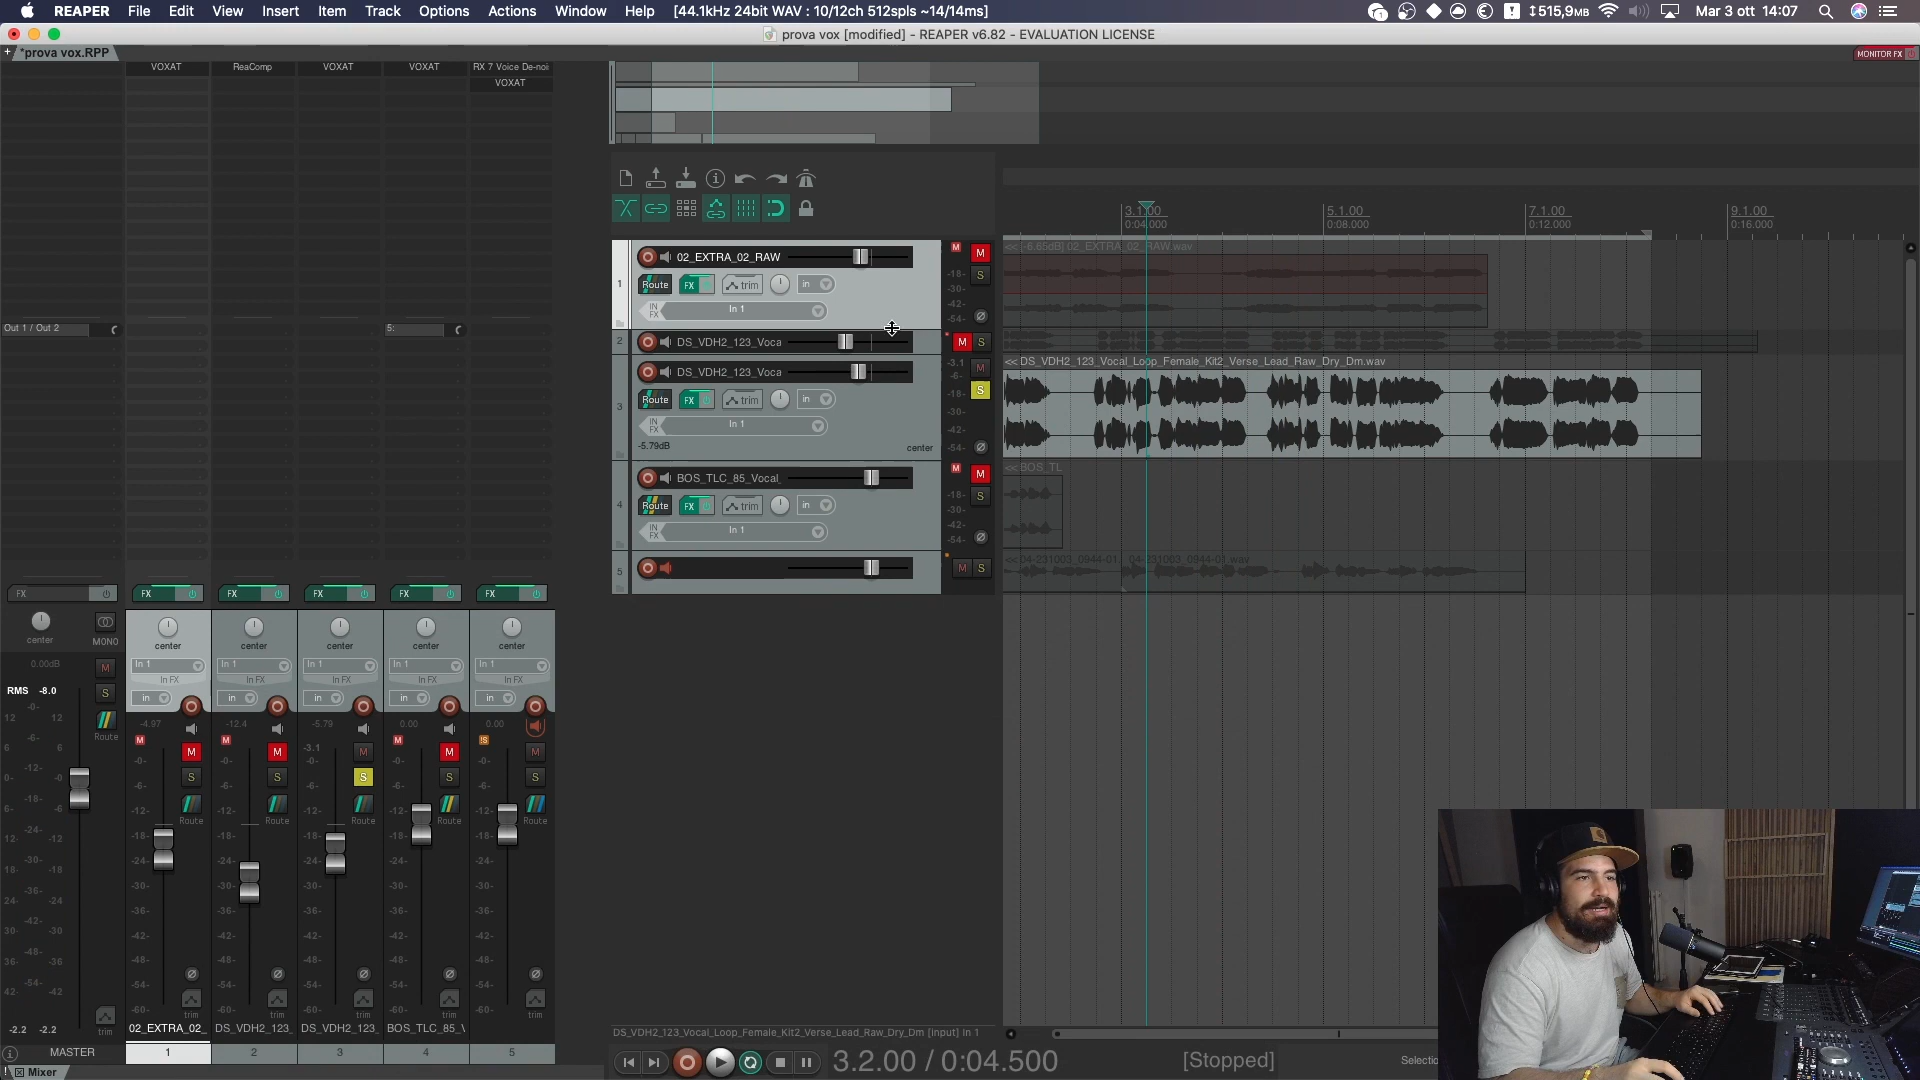 REAPER File Edit View Insert Item Track Options Actions Window Help [44.1kHz 24bit WAV : 10/12ch 512spls ~14/14ms] 515,9MB Mar 3 ott 14:07
prova vox [modified] - REAPER v6.82 - EVALUATION LICENSE
+ *prova vox.RPP
MONITOR FX
VOXAT ReaComp VOXAT VOXAT RX 7 Voice De-noi
VOXAT
3.1.00 5.1.00 7.1.00 9.1.00
0:04.000 0:08.000 0:12.000 0:16.000
02_EXTRA_02_RAW
M M
<< [-6.65dB] 02_EXTRA_02_RAW.wav
1 Route FX trim in
-18- S
-30-
IN FX In 1
-42-
-54-
Out 1 / Out 2
5:
2 DS_VDH2_123_Voca M S
DS_VDH2_123_Voca
-3.1 M
<< DS_VDH2_123_Vocal_Loop_Female_Kit2_Verse_Lead_Raw_Dry_Dm.wav
3 Route FX trim in
-6- S
-18-
-30-
IN FX In 1
-42-
-5.79dB center
-54-
BOS_TLC_85_Vocal_
M M
<< BOS_TL
4 Route FX trim in
-18- S
-30-
IN FX In 1
-42-
-54-
5 M S
<< 04-231003_0944-01. 04-231003_0944-01.wav
FX FX FX FX FX FX
center MONO center center center center center
0.00dB M In 1 In 1 In 1 In 1 In 1
In FX In FX In FX In FX In FX
RMS -8.0 S in in in in in
Route
-4.97 -12.4 -5.79 0.00 0.00
M M M !S
-3.1
M M M M M
S S S S S
Route Route Route Route Route
-0- -6- -12- -18- -24- -30- -36- -42- -48- -54- -60-
trim trim trim trim trim trim
-2.2 -2.2
02_EXTRA_02_ DS_VDH2_123_ DS_VDH2_123_ BOS_TLC_85_\
MASTER 1 2 3 4 5
DS_VDH2_123_Vocal_Loop_Female_Kit2_Verse_Lead_Raw_Dry_Dm [Input] In 1
3.2.00 / 0:04.500 [Stopped] Selectio
! Mixer